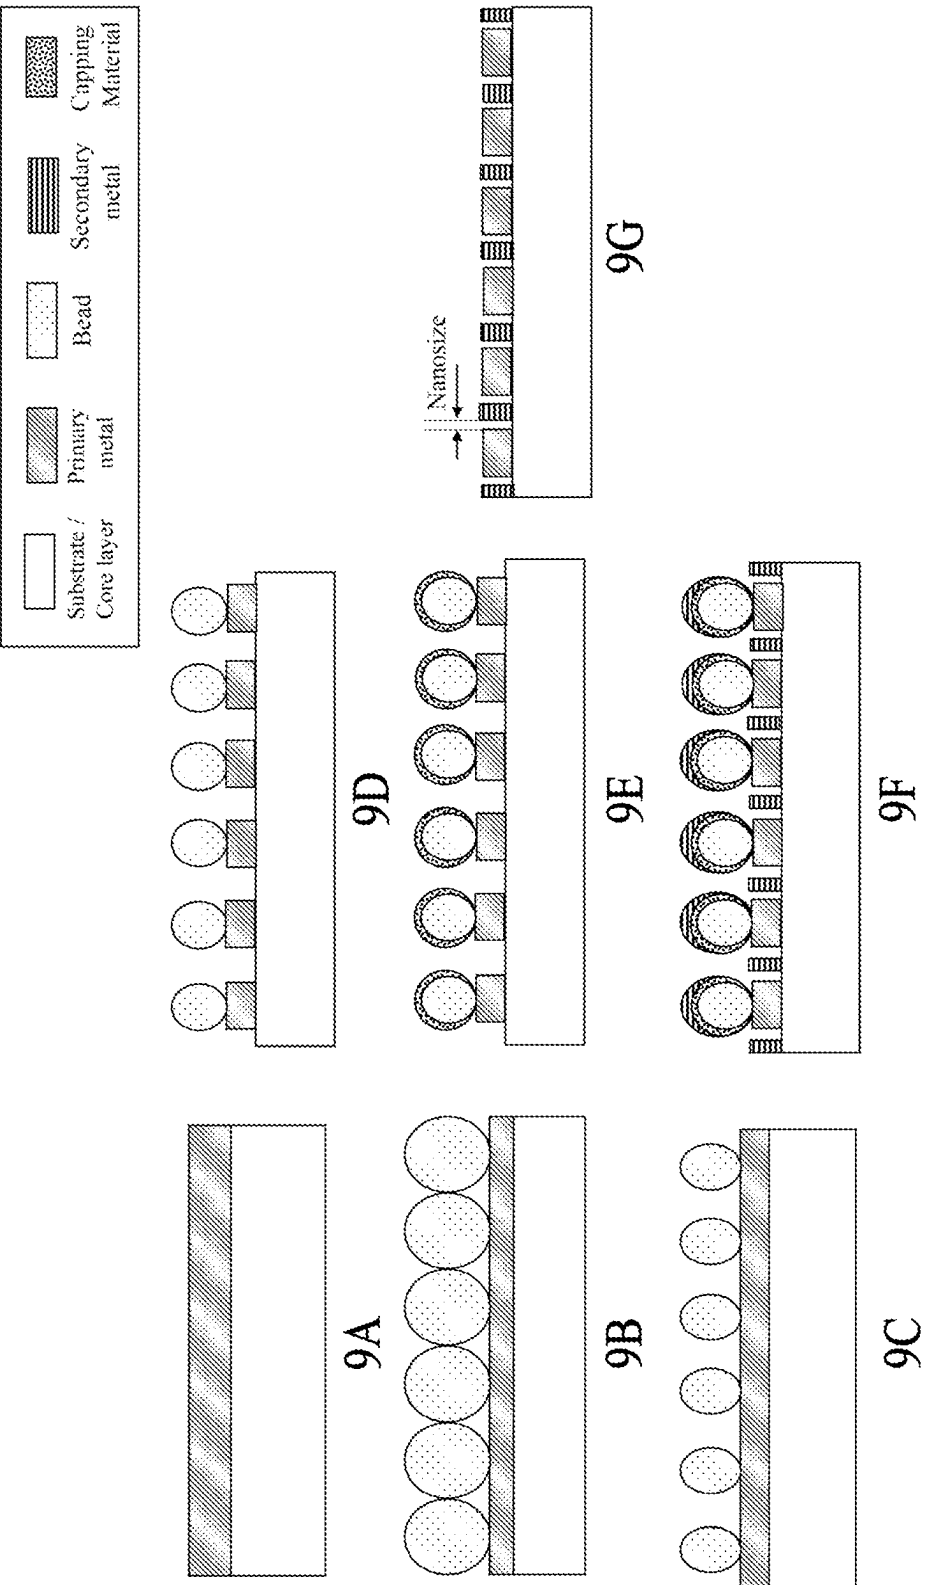 Substrate /
Core layer
Primary
metal
Bead
Secondary
metal
Capping
Material
9A
9B
9C
9D
9E
9F
Nanosize
9G